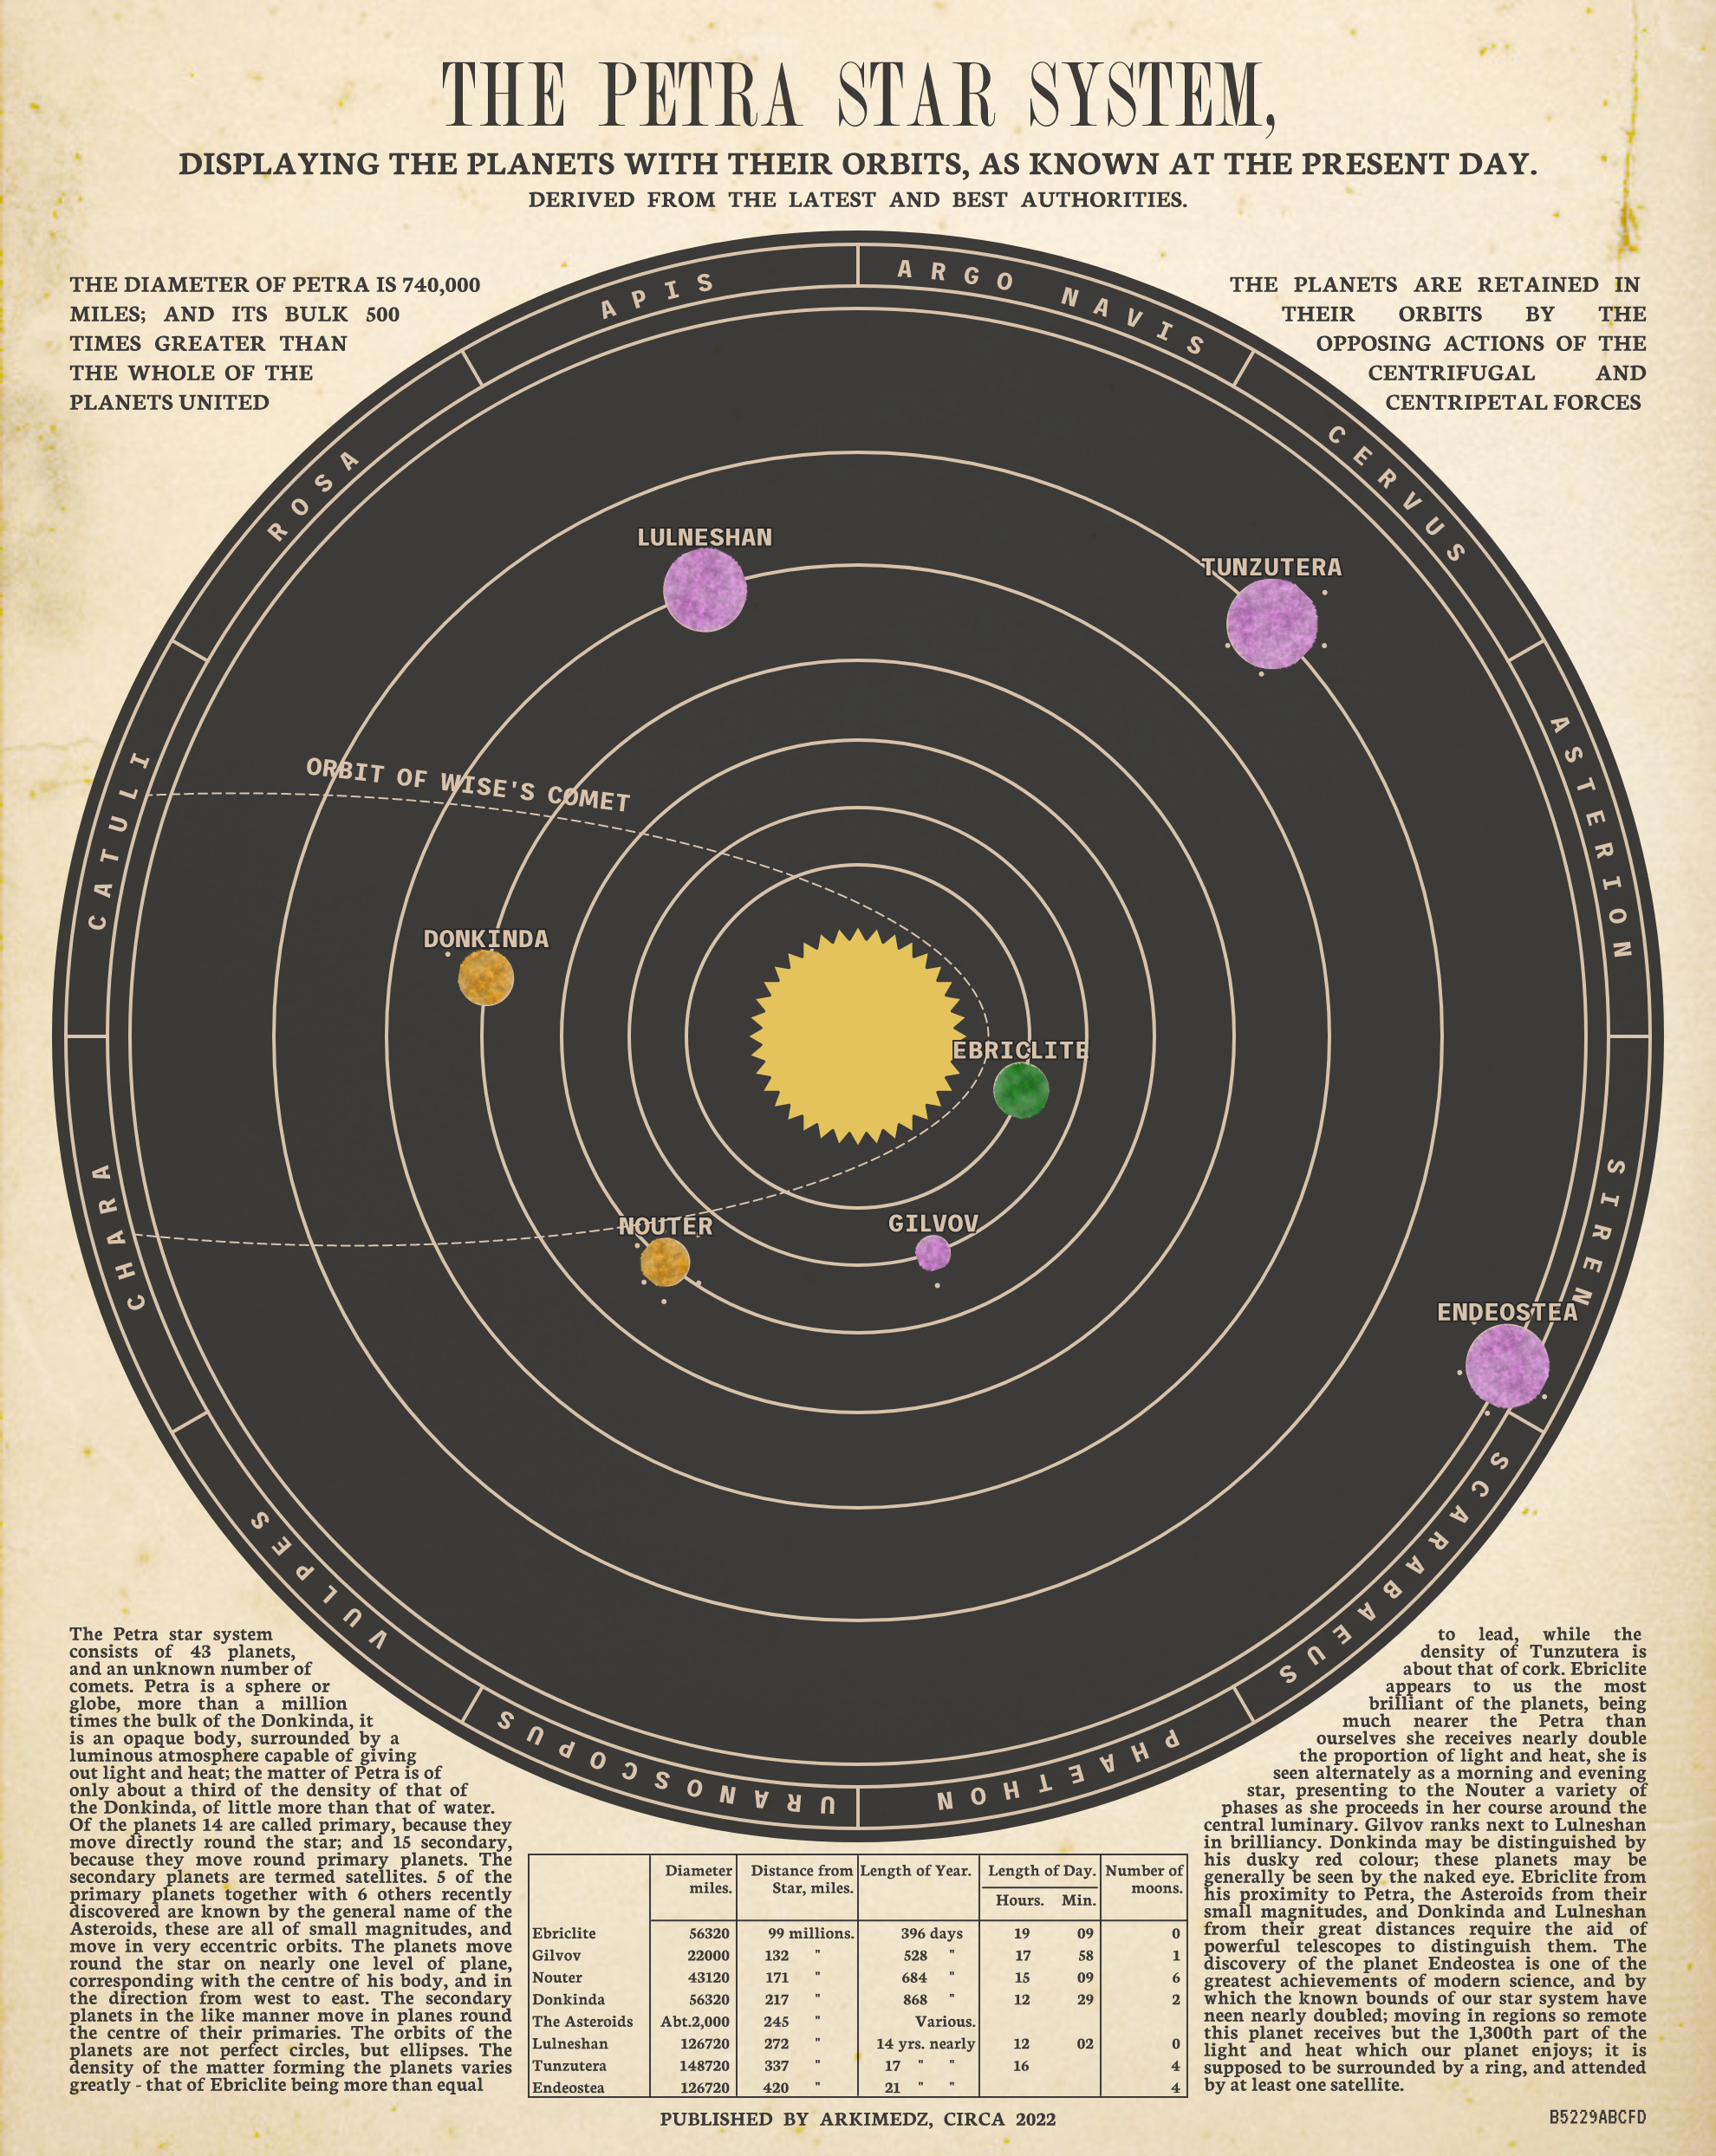 THE PETRA STAR SYSTEM,
DISPLAYING THE PLANETS WITH THEIR ORBITS, AS KNOWN AT THE PRESENT DAY.
DERIVED FROM THE LATEST AND BEST AUTHORITIES.
THE DIAMETER OF PETRA IS 740,000
MILES; AND ITS BULK 500
TIMES GREATER THAN
THE WHOLE OF THE
PLANETS UNITED
THE PLANETS ARE RETAINED IN
THEIR ORBITS BY THE
OPPOSING ACTIONS OF THE
CENTRIFUGAL AND
CENTRIPETAL FORCES
APIS
ARGO NAVIS
CERVUS
ASTERION
SIREN
SCARABAEUS
PHAETHON
URANOSCOPUS
VULPES
CHARA
CATULI
ROSA
LULNESHAN
TUNZUTERA
ORBIT OF WISE'S COMET
DONKINDA
EBRICLITE
NOUTER
GILVOV
ENDEOSTEA
The Petra star system
consists of 43 planets,
and an unknown number of
comets. Petra is a sphere or
globe, more than a million
times the bulk of the Donkinda, it
is an opaque body, surrounded by a
luminous atmosphere capable of giving
out light and heat; the matter of Petra is of
only about a third of the density of that of
the Donkinda, of little more than that of water.
Of the planets 14 are called primary, because they
move directly round the star; and 15 secondary,
because they move round primary planets. The
secondary planets are termed satellites. 5 of the
primary planets together with 6 others recently
discovered are known by the general name of the
Asteroids, these are all of small magnitudes, and
move in very eccentric orbits. The planets move
round the star on nearly one level of plane,
corresponding with the centre of his body, and in
the direction from west to east. The secondary
planets in the like manner move in planes round
the centre of their primaries. The orbits of the
planets are not perfect circles, but ellipses. The
density of the matter forming the planets varies
greatly - that of Ebriclite being more than equal
to lead, while the
density of Tunzutera is
about that of cork. Ebriclite
appears to us the most
brilliant of the planets, being
much nearer the Petra than
ourselves she receives nearly double
the proportion of light and heat, she is
seen alternately as a morning and evening
star, presenting to the Nouter a variety of
phases as she proceeds in her course around the
central luminary. Gilvov ranks next to Lulneshan
in brilliancy. Donkinda may be distinguished by
his dusky red colour; these planets may be
generally be seen by the naked eye. Ebriclite from
his proximity to Petra, the Asteroids from their
small magnitudes, and Donkinda and Lulneshan
from their great distances require the aid of
powerful telescopes to distinguish them. The
discovery of the planet Endeostea is one of the
greatest achievements of modern science, and by
which the known bounds of our star system have
neen nearly doubled; moving in regions so remote
this planet receives but the 1,300th part of the
light and heat which our planet enjoys; it is
supposed to be surrounded by a ring, and attended
by at least one satellite.
Diameter miles. Distance from Star, miles. Length of Year. Length of Day. Hours. Min. Number of moons.
Ebriclite 56320 99 millions. 396 days 19 09 0
Gilvov 22000 132 " 528 " 17 58 1
Nouter 43120 171 " 684 " 15 09 6
Donkinda 56320 217 " 868 " 12 29 2
The Asteroids Abt.2,000 245 " Various.
Lulneshan 126720 272 " 14 yrs. nearly 12 02 0
Tunzutera 148720 337 " 17 " " 16 4
Endeostea 126720 420 " 21 " " 4
PUBLISHED BY ARKIMEDZ, CIRCA 2022
B5229ABCFD